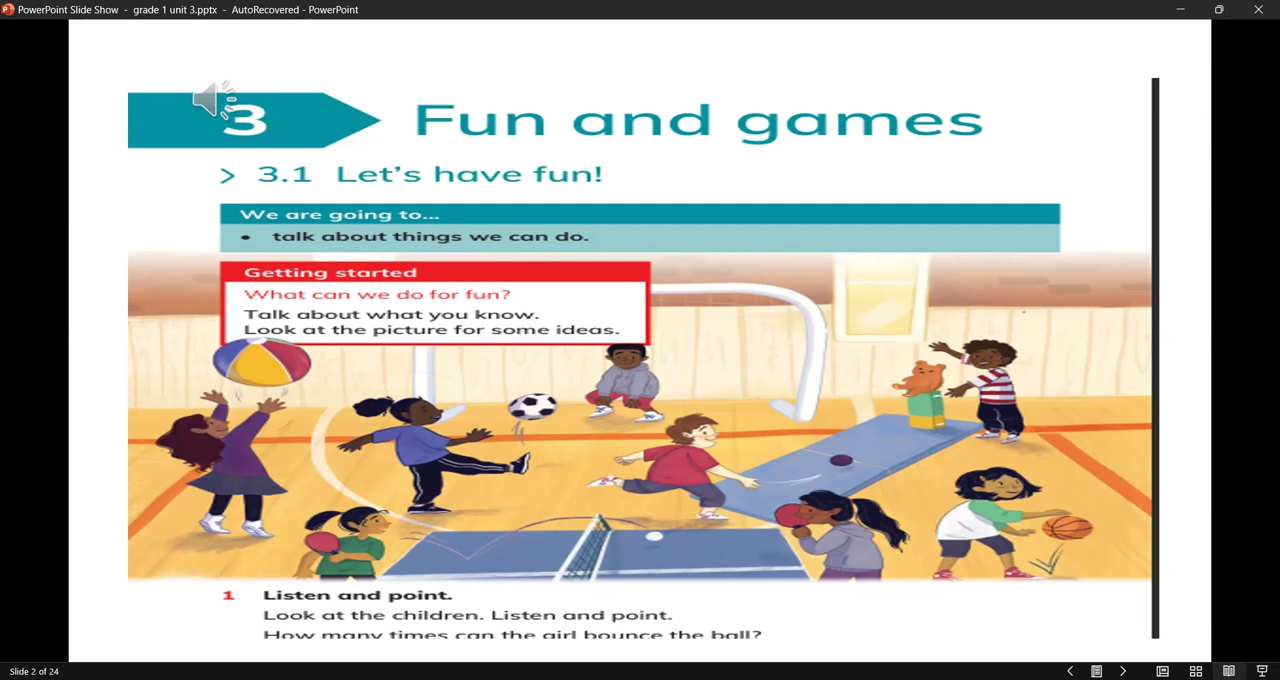 PowerPoint Slide Show - grade 1 unit 3.pptx - AutoRecovered - PowerPoint
3 Fun and games
> 3.1 Let's have fun!
We are going to...
• talk about things we can do.
Getting started
What can we do for fun?
Talk about what you know.
Look at the picture for some ideas.
1 Listen and point.
Look at the children. Listen and point.
How many times can the girl bounce the ball?
Slide 2 of 24